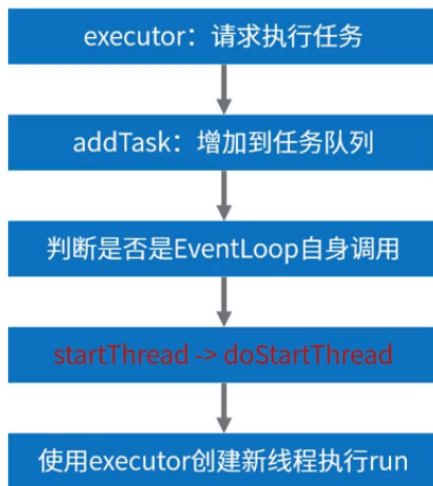 executor：请求执行任务
addTask：增加到任务队列
判断是否是EventLoop自身调用
startThread -> doStartThread
使用executor创建新线程执行run